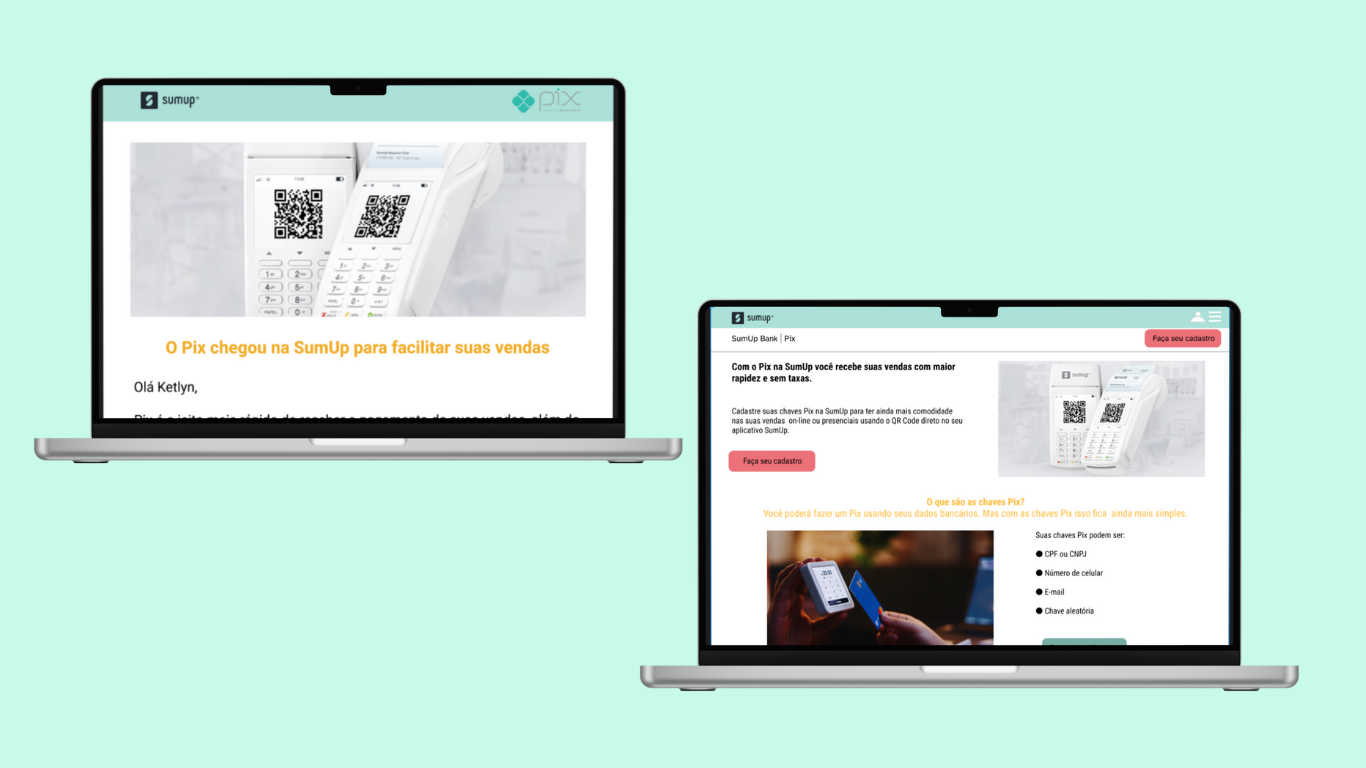 sumup
pix
O Pix chegou na SumUp para facilitar suas vendas
Olá Ketlyn,
sumup
SumUp Bank | Pix
Faça seu cadastro
Com o Pix na SumUp você recebe suas vendas com maior
rapidez e sem taxas.
Cadastre suas chaves Pix na SumUp para ter ainda mais comodidade
nas suas vendas on-line ou presenciais usando o QR Code direto no seu
aplicativo SumUp.
Faça seu cadastro
sumup
O que são as chaves Pix?
Você poderá fazer um Pix usando seus dados bancários. Mas com as chaves Pix isso fica ainda mais simples.
Suas chaves Pix podem ser:
● CPF ou CNPJ
● Número de celular
● E-mail
● Chave aleatória